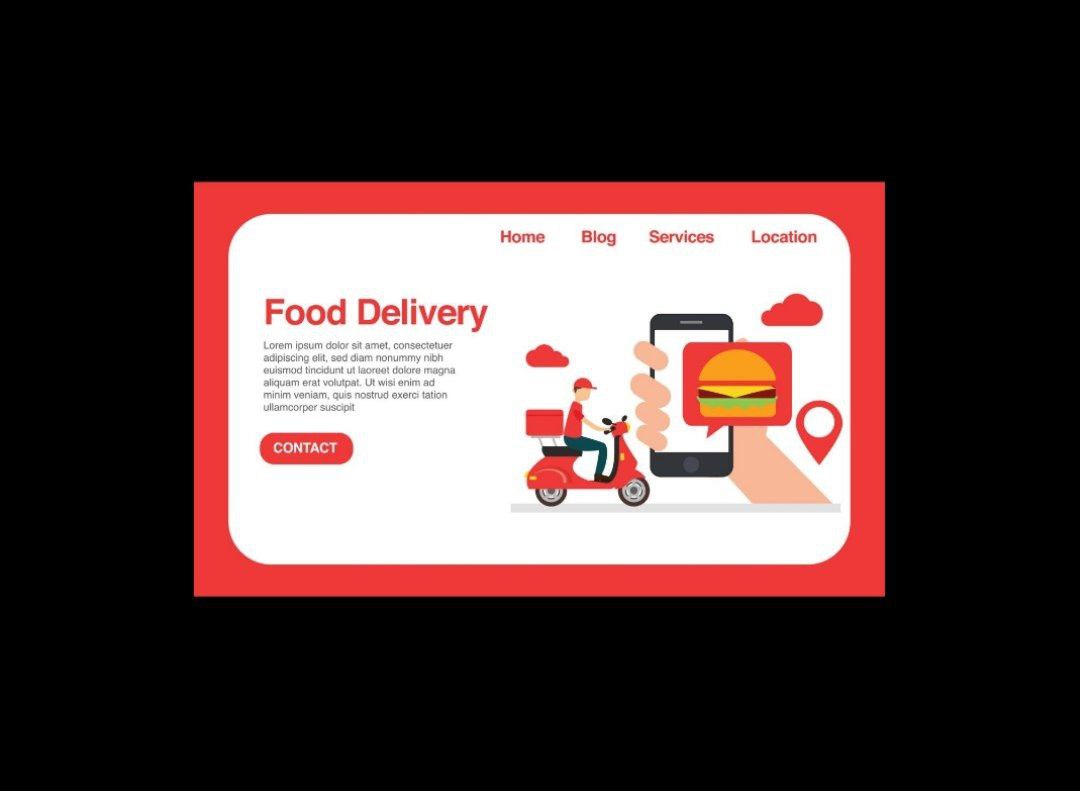 Home Blog Services Location
Food Delivery
Lorem ipsum dolor sit amet, consectetuer
adipiscing elit, sed diam nonummy nibh
euismod tincidunt ut laoreet dolore magna
aliquam erat volutpat. Ut wisi enim ad
minim veniam, quis nostrud exerci tation
ullamcorper suscipit
CONTACT